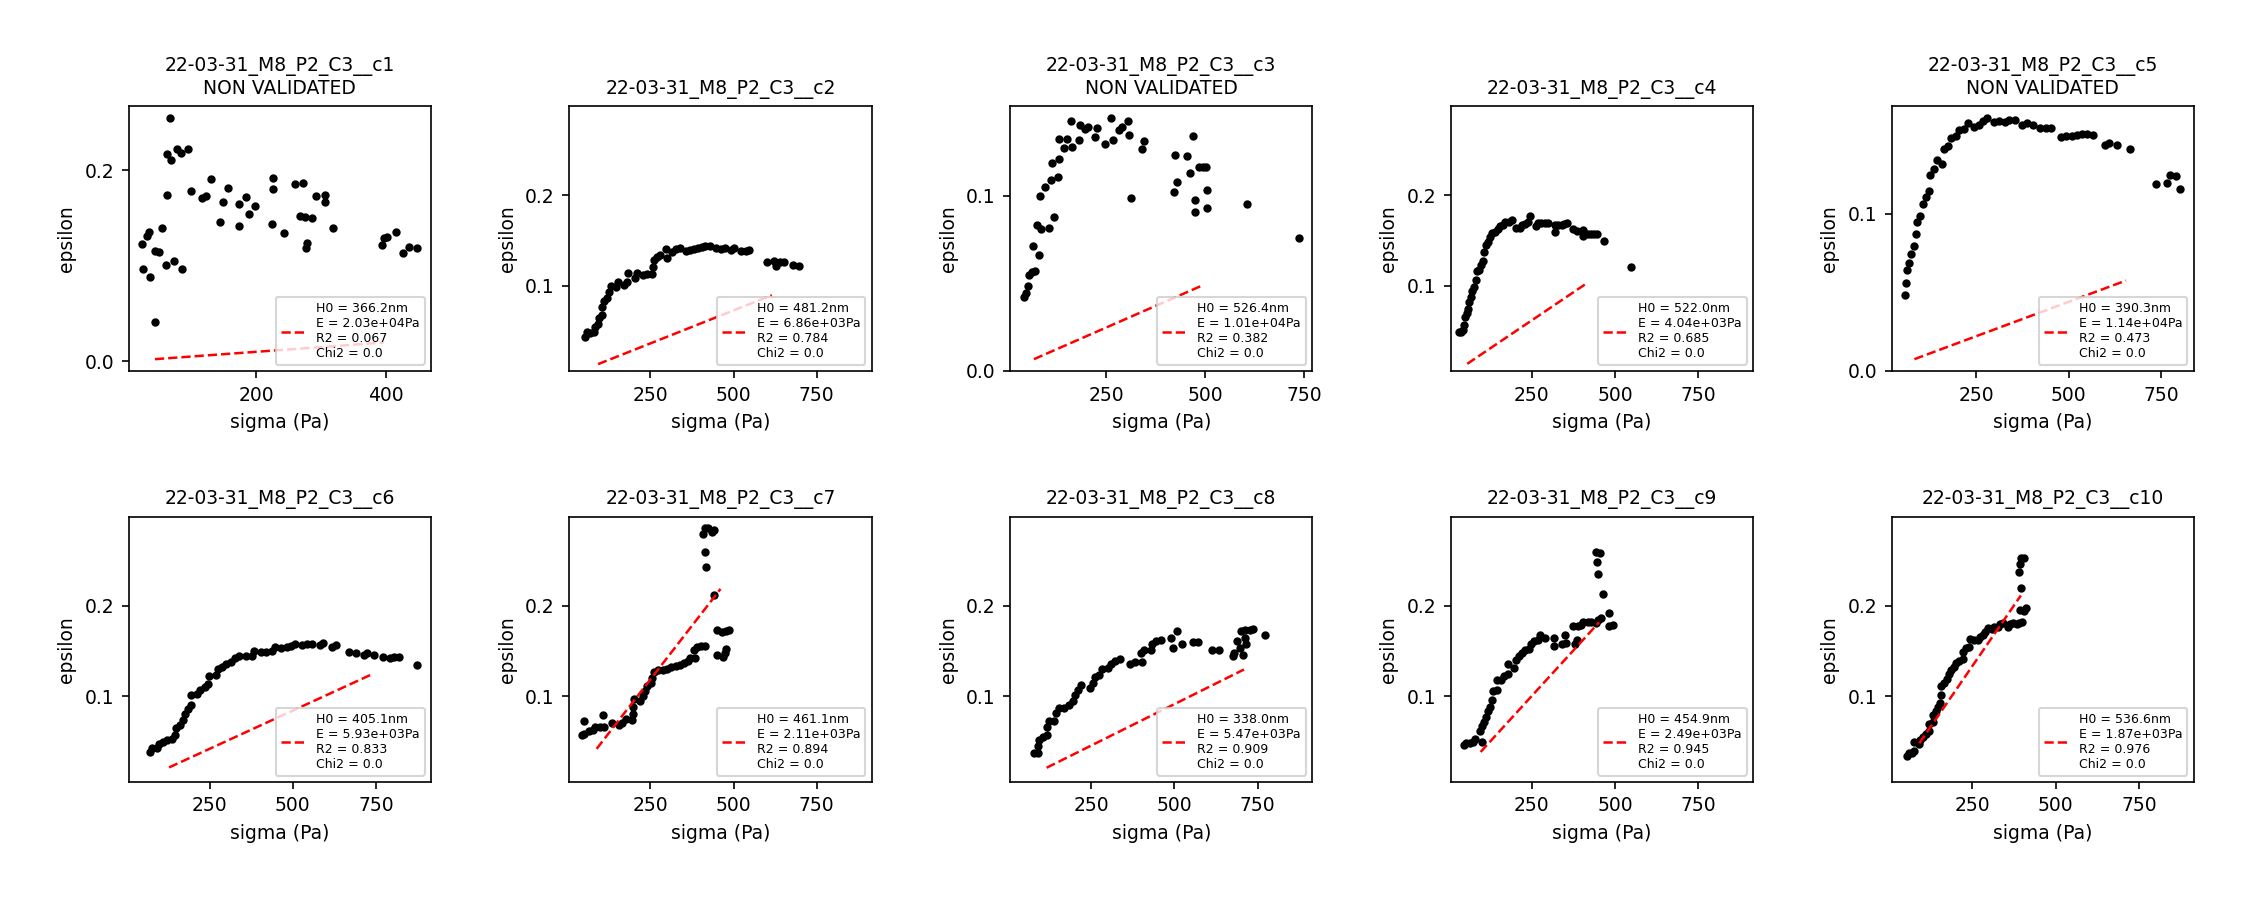 22-03-31_M8_P2_C3__c1
NON VALIDATED
epsilon
0.2
0.1
0.0
200
400
sigma (Pa)
H0 = 366.2nm
E = 2.03e+04Pa
R2 = 0.067
Chi2 = 0.0
22-03-31_M8_P2_C3__c2
epsilon
0.2
0.1
250
500
750
sigma (Pa)
H0 = 481.2nm
E = 6.86e+03Pa
R2 = 0.784
Chi2 = 0.0
22-03-31_M8_P2_C3__c3
NON VALIDATED
epsilon
0.1
0.0
250
500
750
sigma (Pa)
H0 = 526.4nm
E = 1.01e+04Pa
R2 = 0.382
Chi2 = 0.0
22-03-31_M8_P2_C3__c4
epsilon
0.2
0.1
250
500
750
sigma (Pa)
H0 = 522.0nm
E = 4.04e+03Pa
R2 = 0.685
Chi2 = 0.0
22-03-31_M8_P2_C3__c5
NON VALIDATED
epsilon
0.1
0.0
250
500
750
sigma (Pa)
H0 = 390.3nm
E = 1.14e+04Pa
R2 = 0.473
Chi2 = 0.0
22-03-31_M8_P2_C3__c6
epsilon
0.2
0.1
250
500
750
sigma (Pa)
H0 = 405.1nm
E = 5.93e+03Pa
R2 = 0.833
Chi2 = 0.0
22-03-31_M8_P2_C3__c7
epsilon
0.2
0.1
250
500
750
sigma (Pa)
H0 = 461.1nm
E = 2.11e+03Pa
R2 = 0.894
Chi2 = 0.0
22-03-31_M8_P2_C3__c8
epsilon
0.2
0.1
250
500
750
sigma (Pa)
H0 = 338.0nm
E = 5.47e+03Pa
R2 = 0.909
Chi2 = 0.0
22-03-31_M8_P2_C3__c9
epsilon
0.2
0.1
250
500
750
sigma (Pa)
H0 = 454.9nm
E = 2.49e+03Pa
R2 = 0.945
Chi2 = 0.0
22-03-31_M8_P2_C3__c10
epsilon
0.2
0.1
250
500
750
sigma (Pa)
H0 = 536.6nm
E = 1.87e+03Pa
R2 = 0.976
Chi2 = 0.0